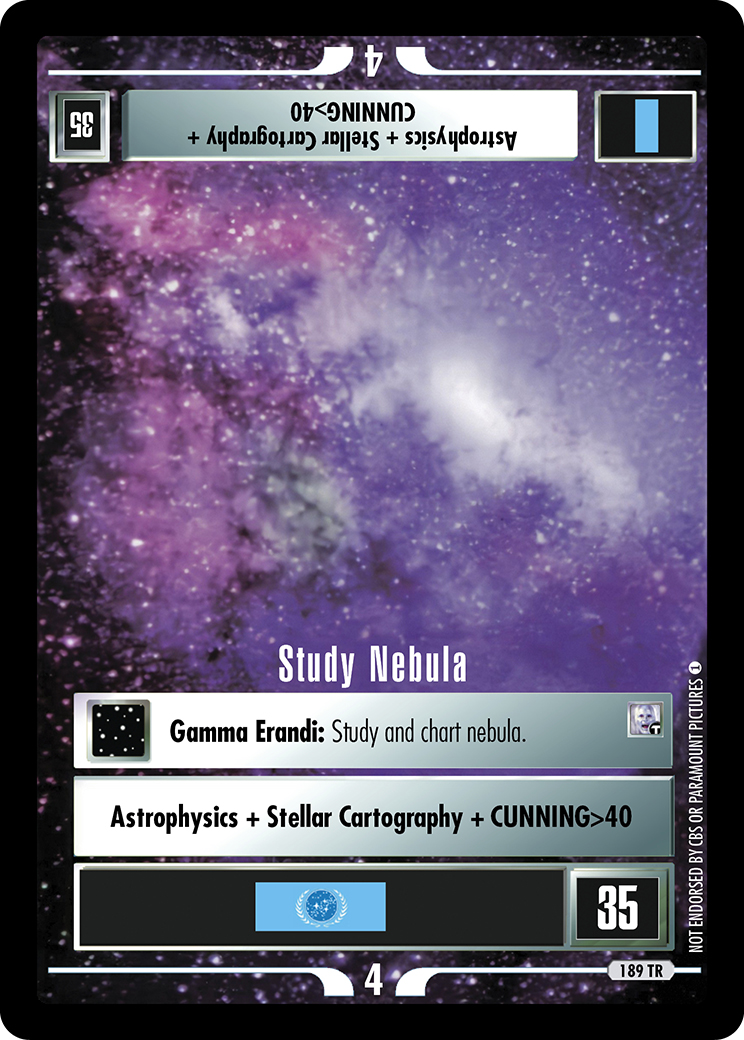 4
35
Astrophysics + Stellar Cartography +
CUNNING>40
Study Nebula
Gamma Erandi: Study and chart nebula.
T
Astrophysics + Stellar Cartography + CUNNING>40
35
4
189 TR
NOT ENDORSED BY CBS OR PARAMOUNT PICTURES 1